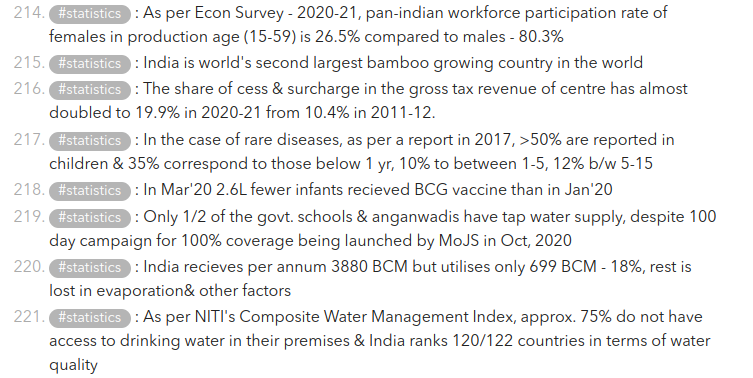 214. #statistics : As per Econ Survey - 2020-21, pan-indian workforce participation rate of
females in production age (15-59) is 26.5% compared to males - 80.3%
215. #statistics : India is world's second largest bamboo growing country in the world
216. #statistics : The share of cess & surcharge in the gross tax revenue of centre has almost
doubled to 19.9% in 2020-21 from 10.4% in 2011-12.
217. #statistics : In the case of rare diseases, as per a report in 2017, >50% are reported in
children & 35% correspond to those below 1 yr, 10% to between 1-5, 12% b/w 5-15
218. #statistics : In Mar'20 2.6L fewer infants recieved BCG vaccine than in Jan'20
219. #statistics : Only 1/2 of the govt. schools & anganwadis have tap water supply, despite 100
day campaign for 100% coverage being launched by MoJS in Oct, 2020
220. #statistics : India recieves per annum 3880 BCM but utilises only 699 BCM - 18%, rest is
lost in evaporation& other factors
221. #statistics : As per NITI's Composite Water Management Index, approx. 75% do not have
access to drinking water in their premises & India ranks 120/122 countries in terms of water
quality